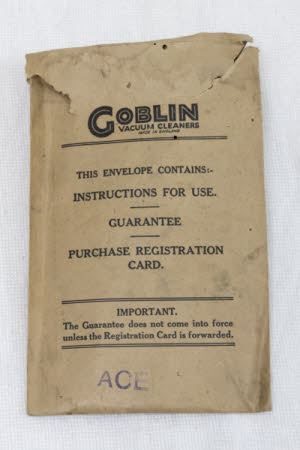 GOBLIN
VACUUM CLEANERS
MADE IN ENGLAND
THIS ENVELOPE CONTAINS:-
INSTRUCTIONS FOR USE.
GUARANTEE
PURCHASE REGISTRATION
CARD.
IMPORTANT.
The Guarantee does not come into force
unless the Registration Card is forwarded.
ACE